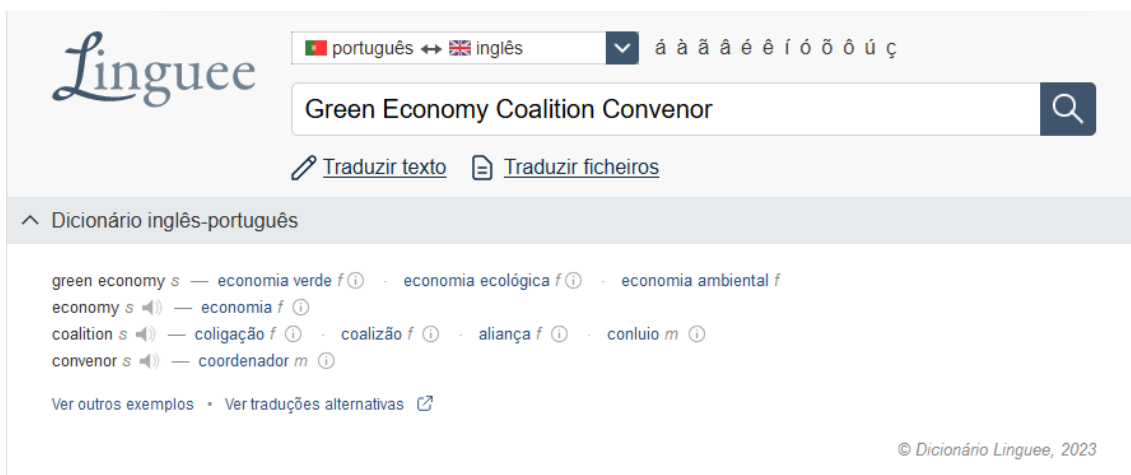 Linguee
português ↔ inglês á à ã â é ê í ó õ ô ú ç
Green Economy Coalition Convenor
Traduzir texto Traduzir ficheiros
Dicionário inglês-português
green economy s — economia verde f · economia ecológica f · economia ambiental f
economy s — economia f
coalition s — coligação f · coalizão f · aliança f · conluio m
convenor s — coordenador m
Ver outros exemplos • Ver traduções alternativas
© Dicionário Linguee, 2023